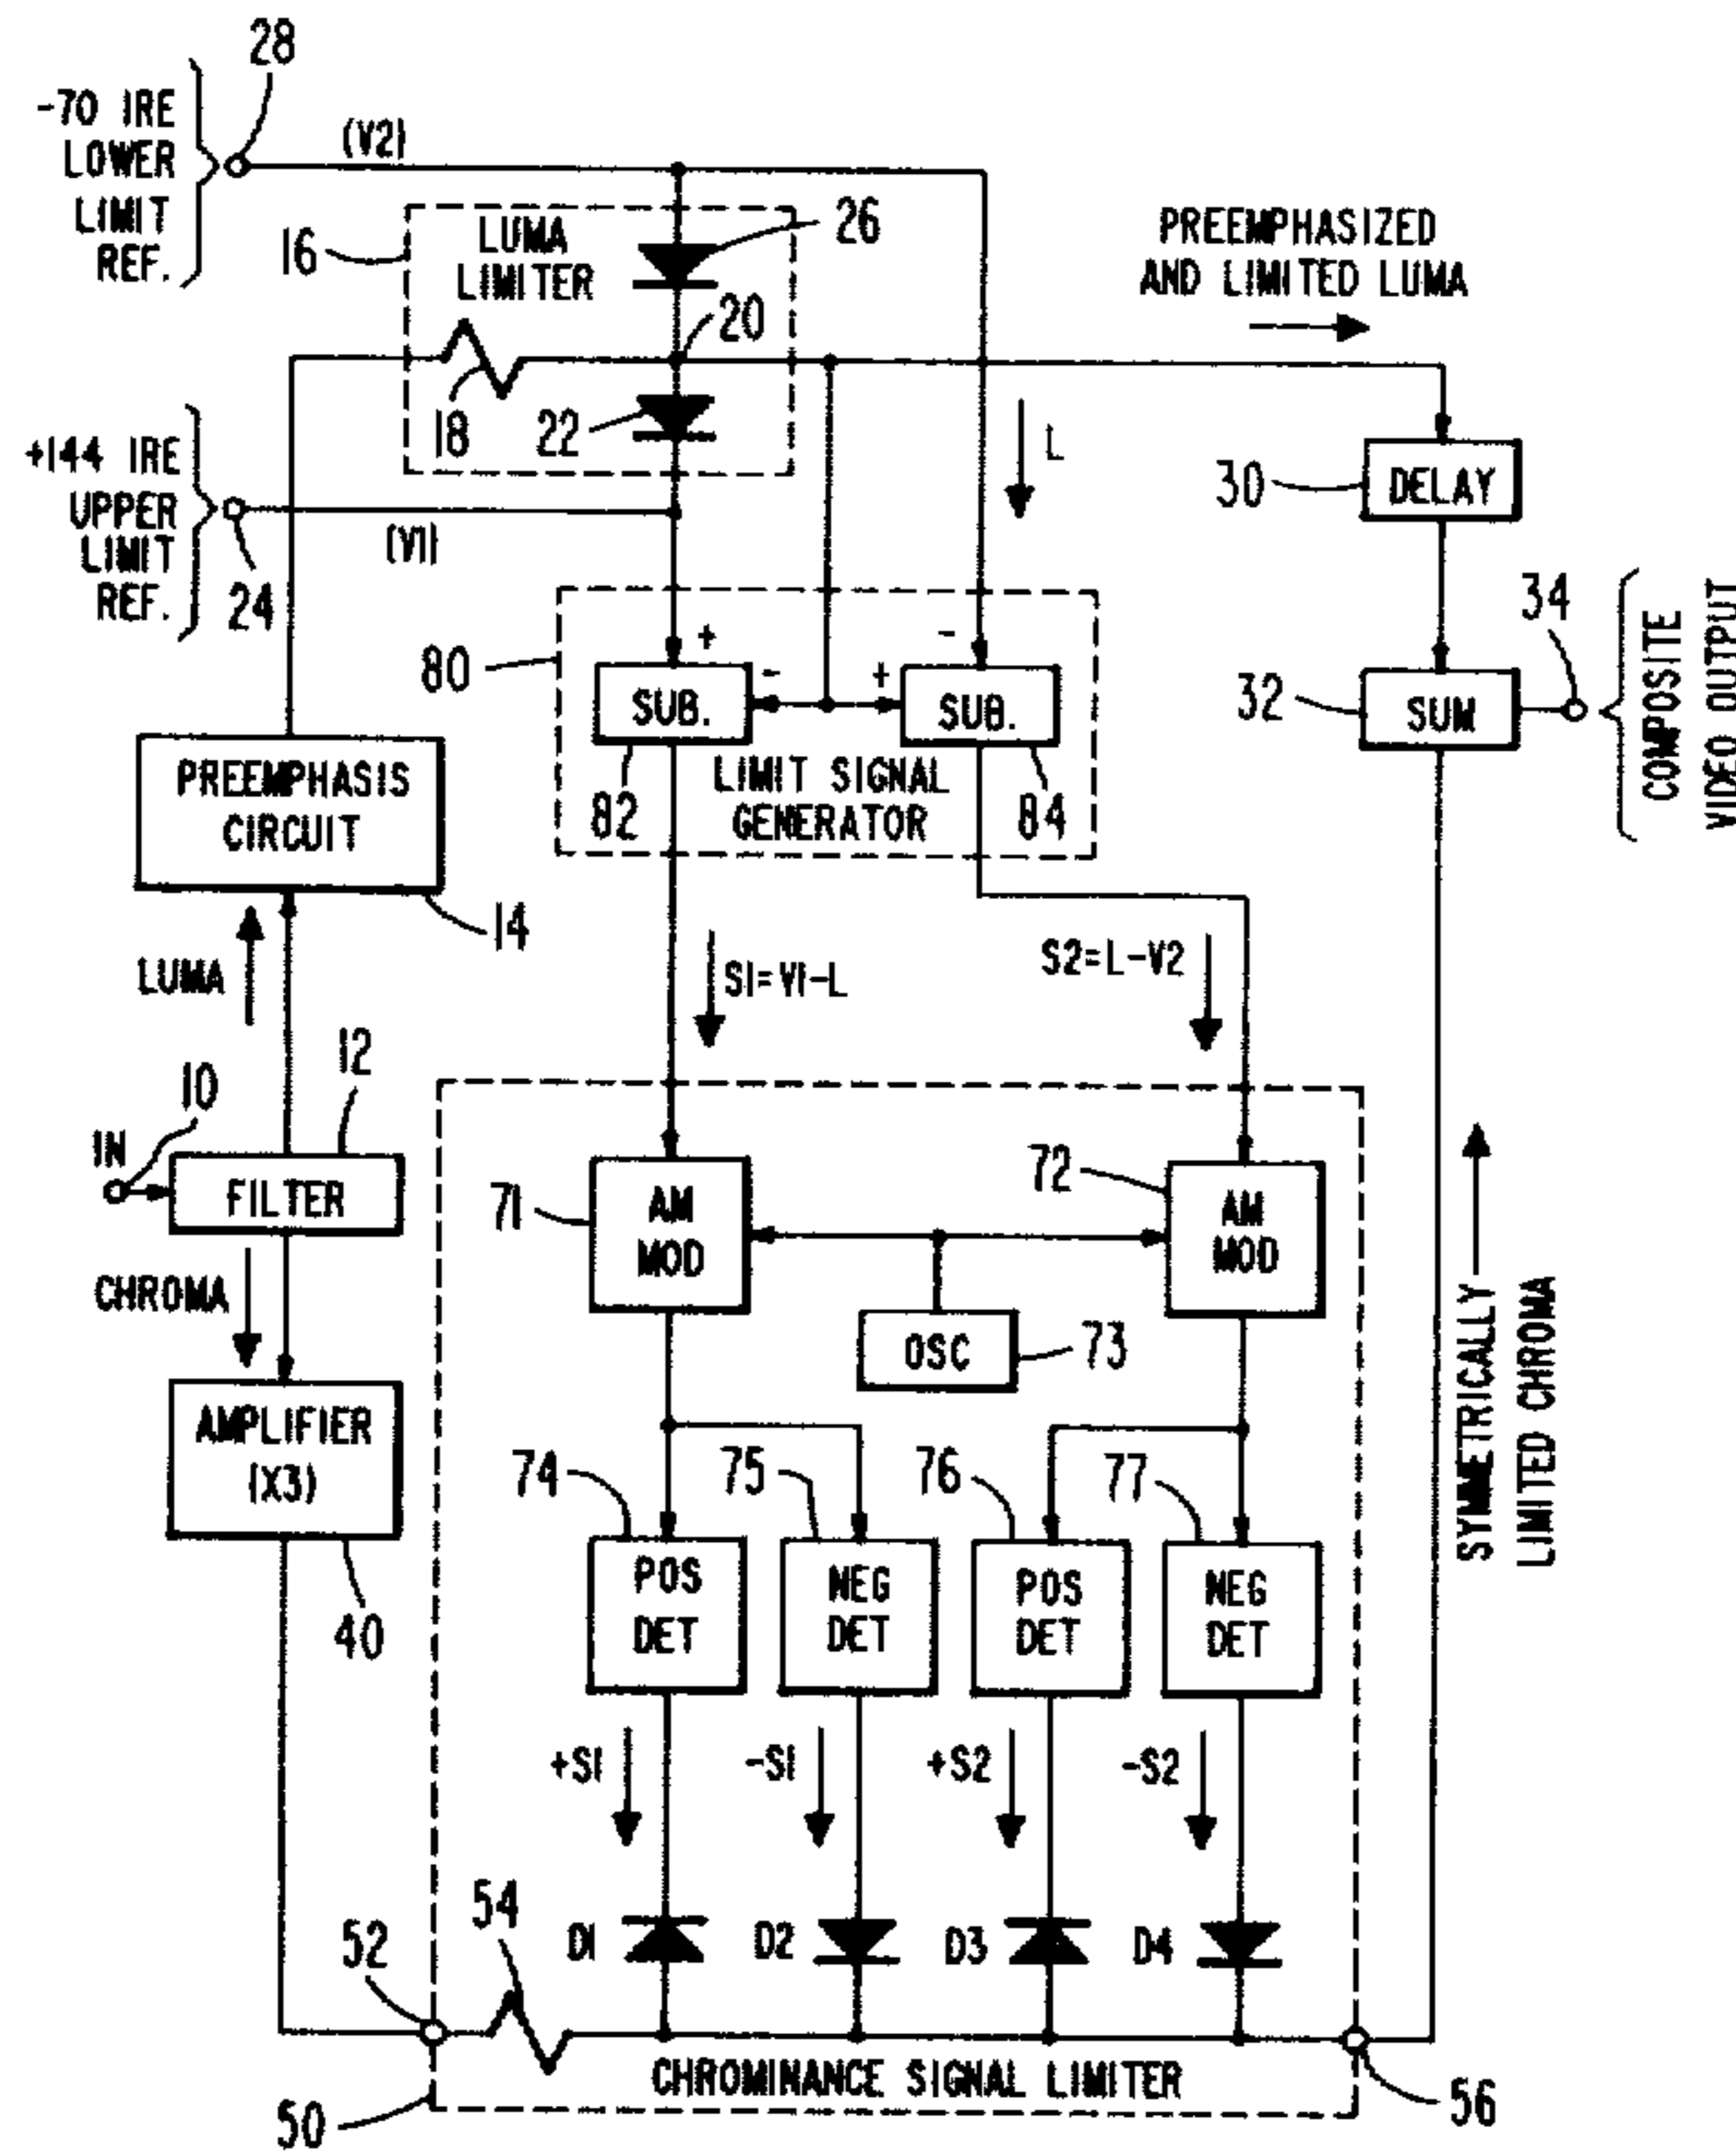 28
-70 IRE
LOWER
LIMIT
REF.
(V2)
16
LUMA
LIMITER
26
20
18
22
PREEMPHASIZED
AND LIMITED LUMA
L
+144 IRE
UPPER
LIMIT
REF.
24
(V1)
30
DELAY
80
+
-
+
-
SUB.
SUB.
82
LIMIT SIGNAL
GENERATOR
84
32
SUM
34
COMPOSITE
VIDEO OUTPUT
PREEMPHASIS
CIRCUIT
14
LUMA
S1=V1-L
S2=L-V2
10
12
IN
FILTER
CHROMA
AMPLIFIER
(X3)
40
71
AM
MOD
72
AM
MOD
OSC
73
SYMMETRICALLY
LIMITED CHROMA
74
75
76
77
POS
DET
NEG
DET
POS
DET
NEG
DET
+S1
-S1
+S2
-S2
52
54
D1
D2
D3
D4
CHROMINANCE SIGNAL LIMITER
50
56